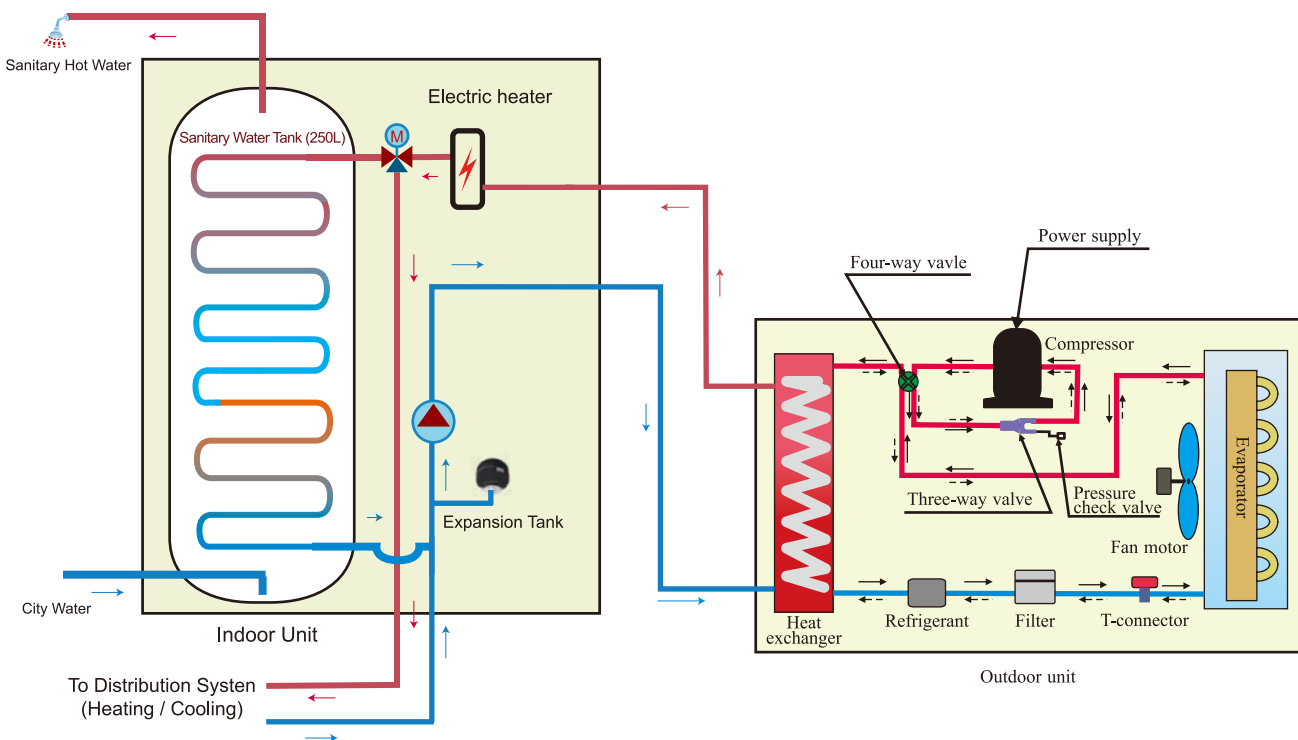 Sanitary Hot Water
Electric heater
Sanitary Water Tank (250L)
M
Power supply
Four-way vavle
Compressor
Evaporator
Three-way valve
Pressure
check valve
Expansion Tank
Fan motor
City Water
Indoor Unit
Heat
exchanger
Refrigerant
Filter
T-connector
To Distribution Systen
(Heating / Cooling)
Outdoor unit